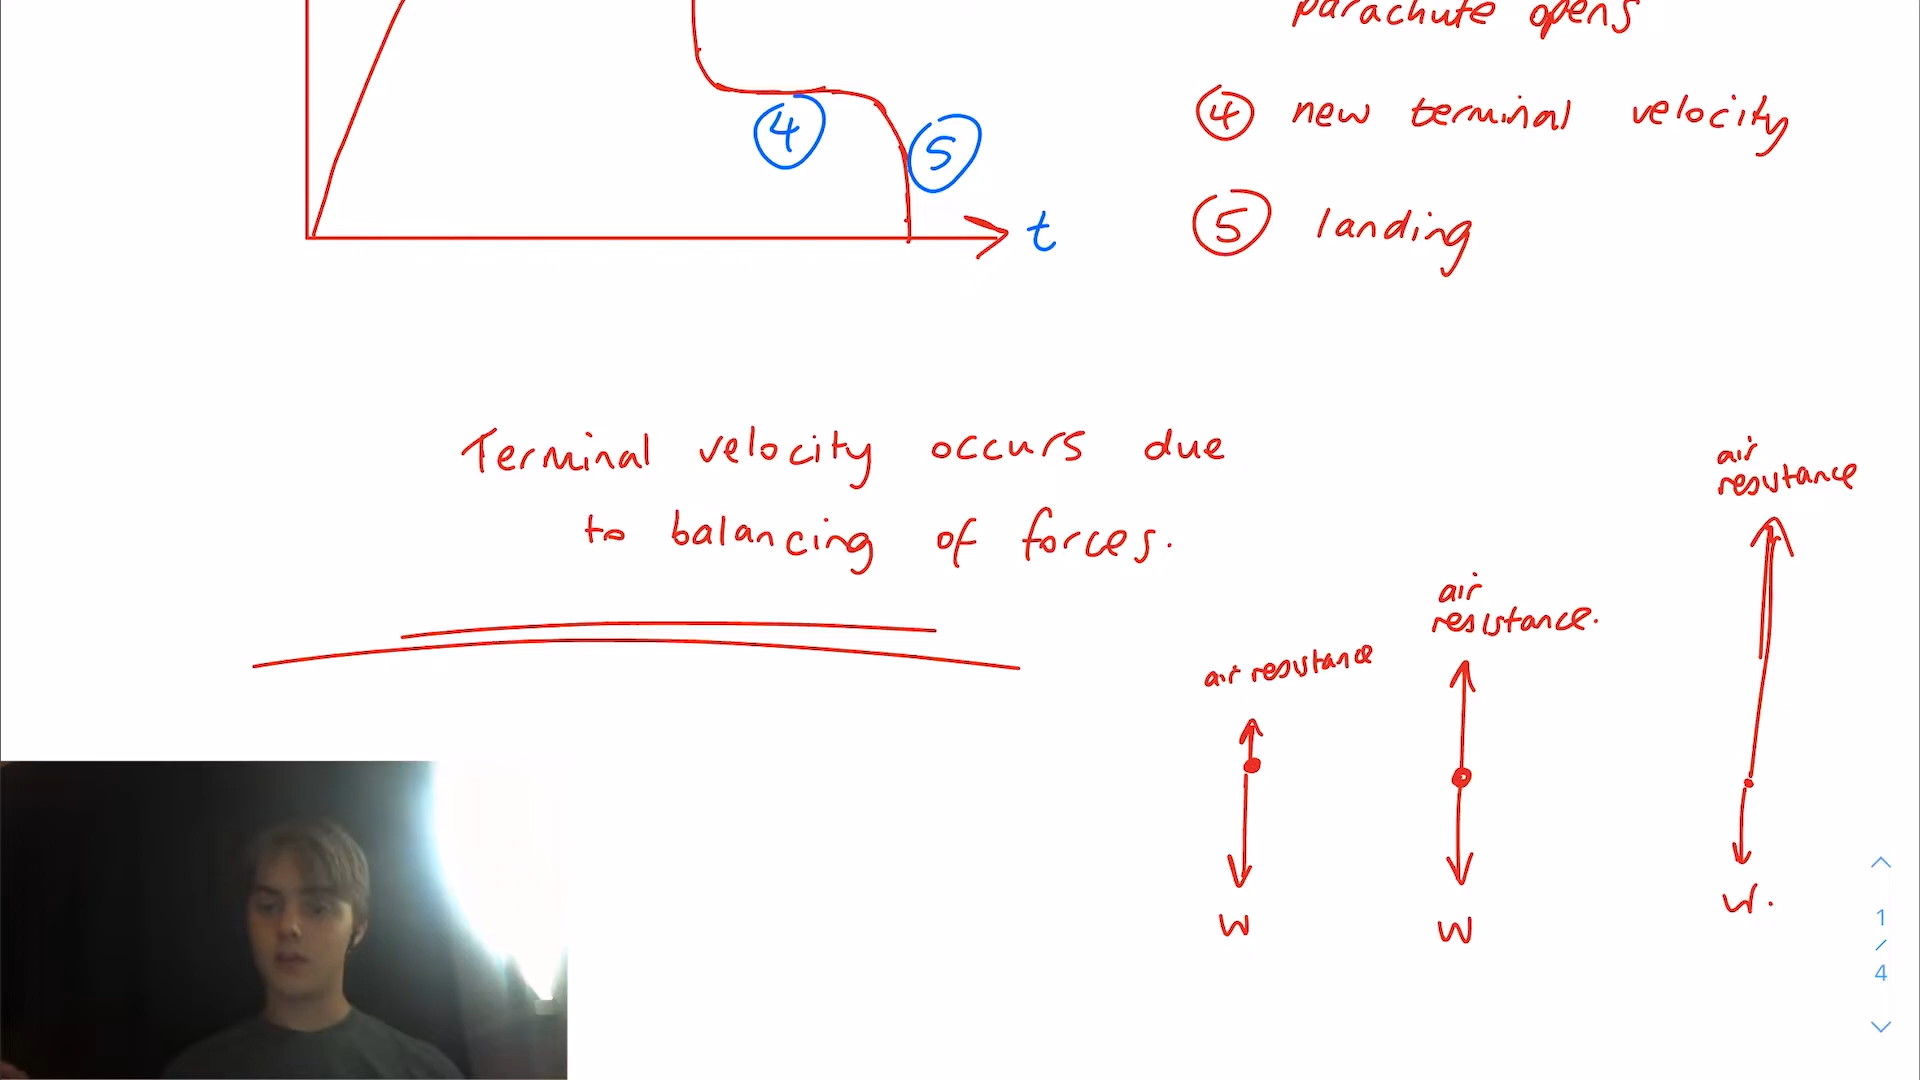 parachute opens
④ new terminal velocity
⑤ landing
4
5
t
Terminal velocity occurs due
to balancing of forces.
air
resistance
air
resistance.
air resistance
W
W
W.
1
/
4